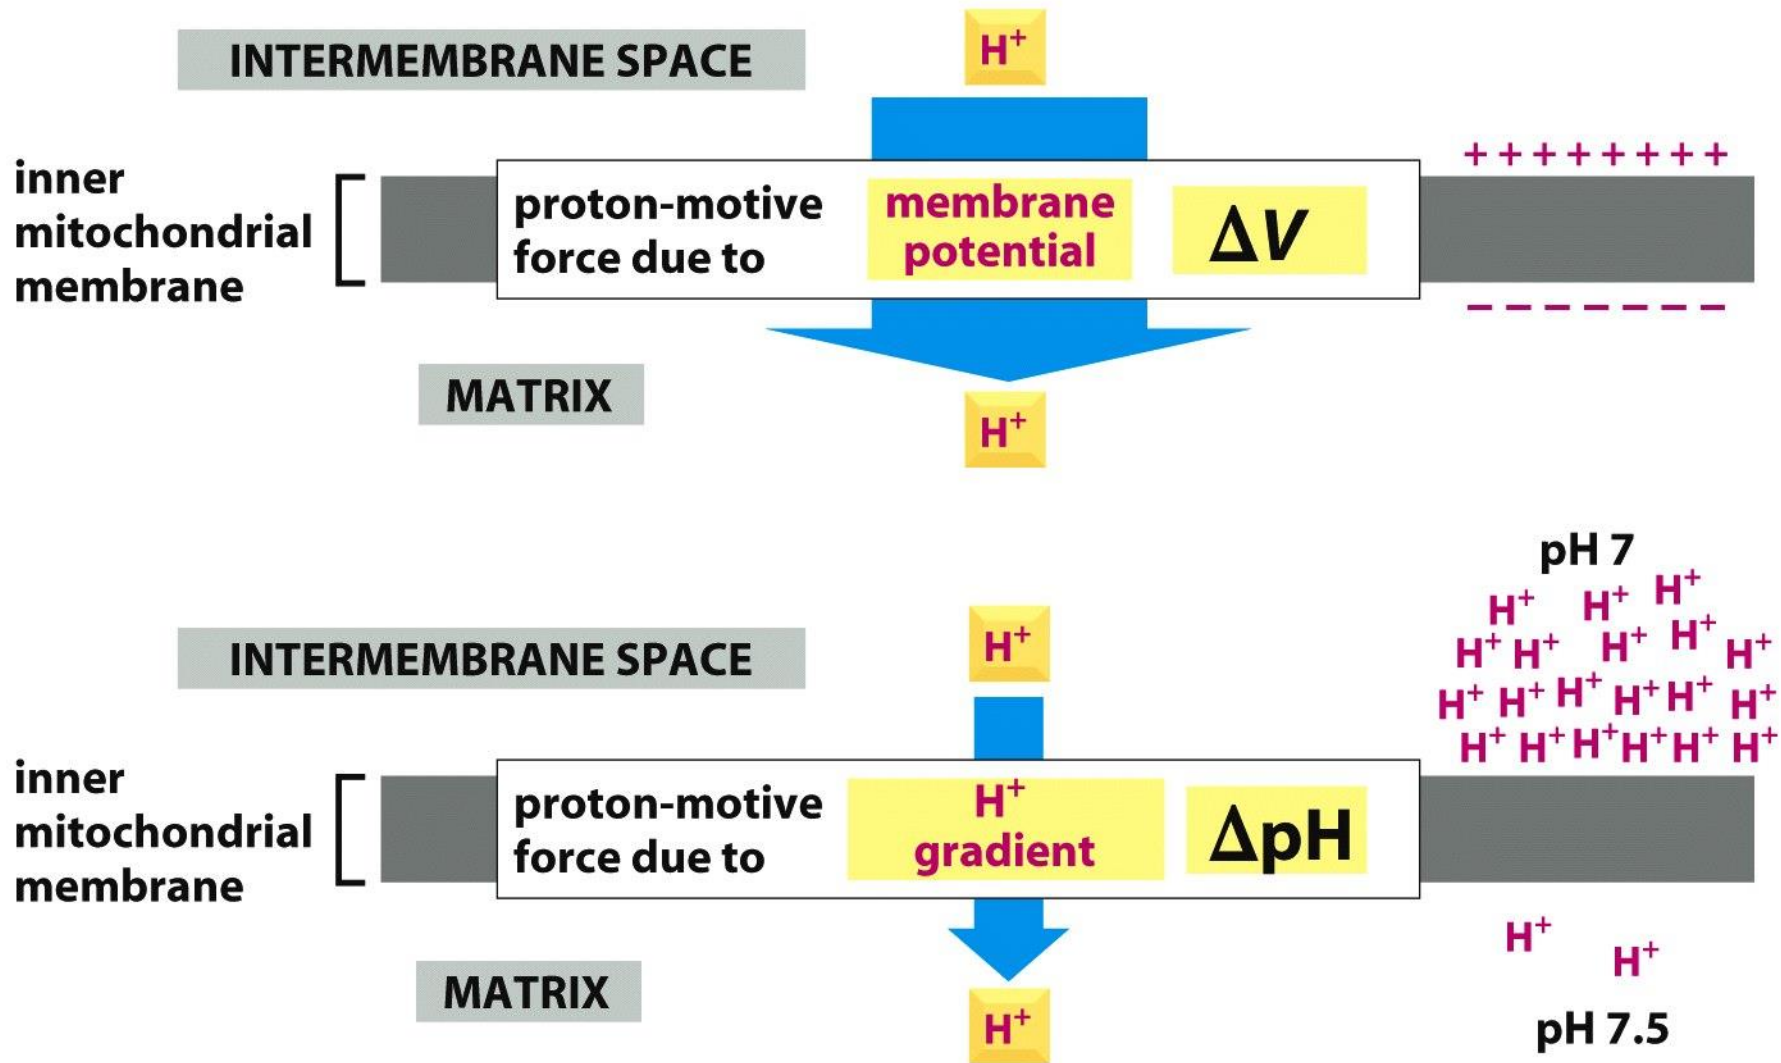 H+
INTERMEMBRANE SPACE
+ + + + + + + +
inner
mitochondrial
membrane
proton-motive
force due to
membrane
potential
ΔV
− − − − − − −
MATRIX
H+
pH 7
H+
INTERMEMBRANE SPACE
H+ H+ H+
H+ H+ H+ H+ H+
H+ H+ H+ H+ H+ H+
H+ H+ H+ H+ H+ H+
inner
mitochondrial
membrane
proton-motive
force due to
H+
gradient
ΔpH
H+ H+
MATRIX
H+
pH 7.5